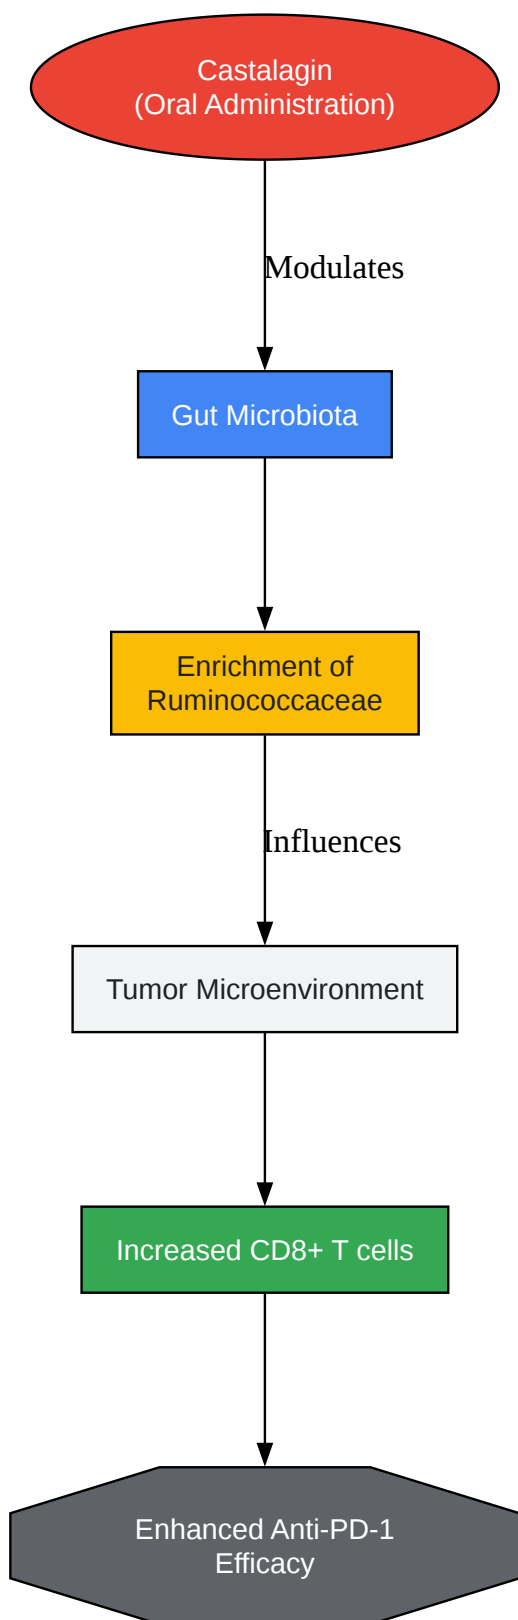 Castalagin
(Oral Administration)
Modulates
Gut Microbiota
Enrichment of
Ruminococcaceae
Influences
Tumor Microenvironment
Increased CD8+ T cells
Enhanced Anti-PD-1
Efficacy